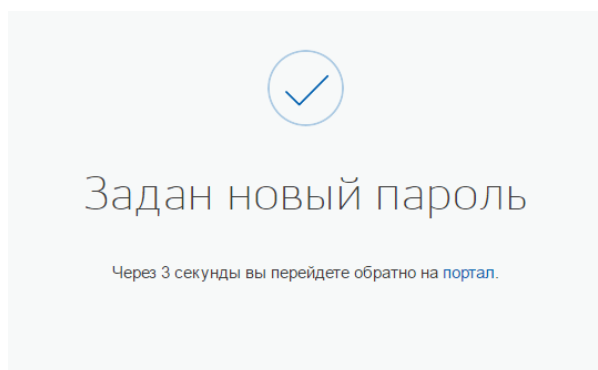 Задан новый пароль
Через 3 секунды вы перейдете обратно на портал.